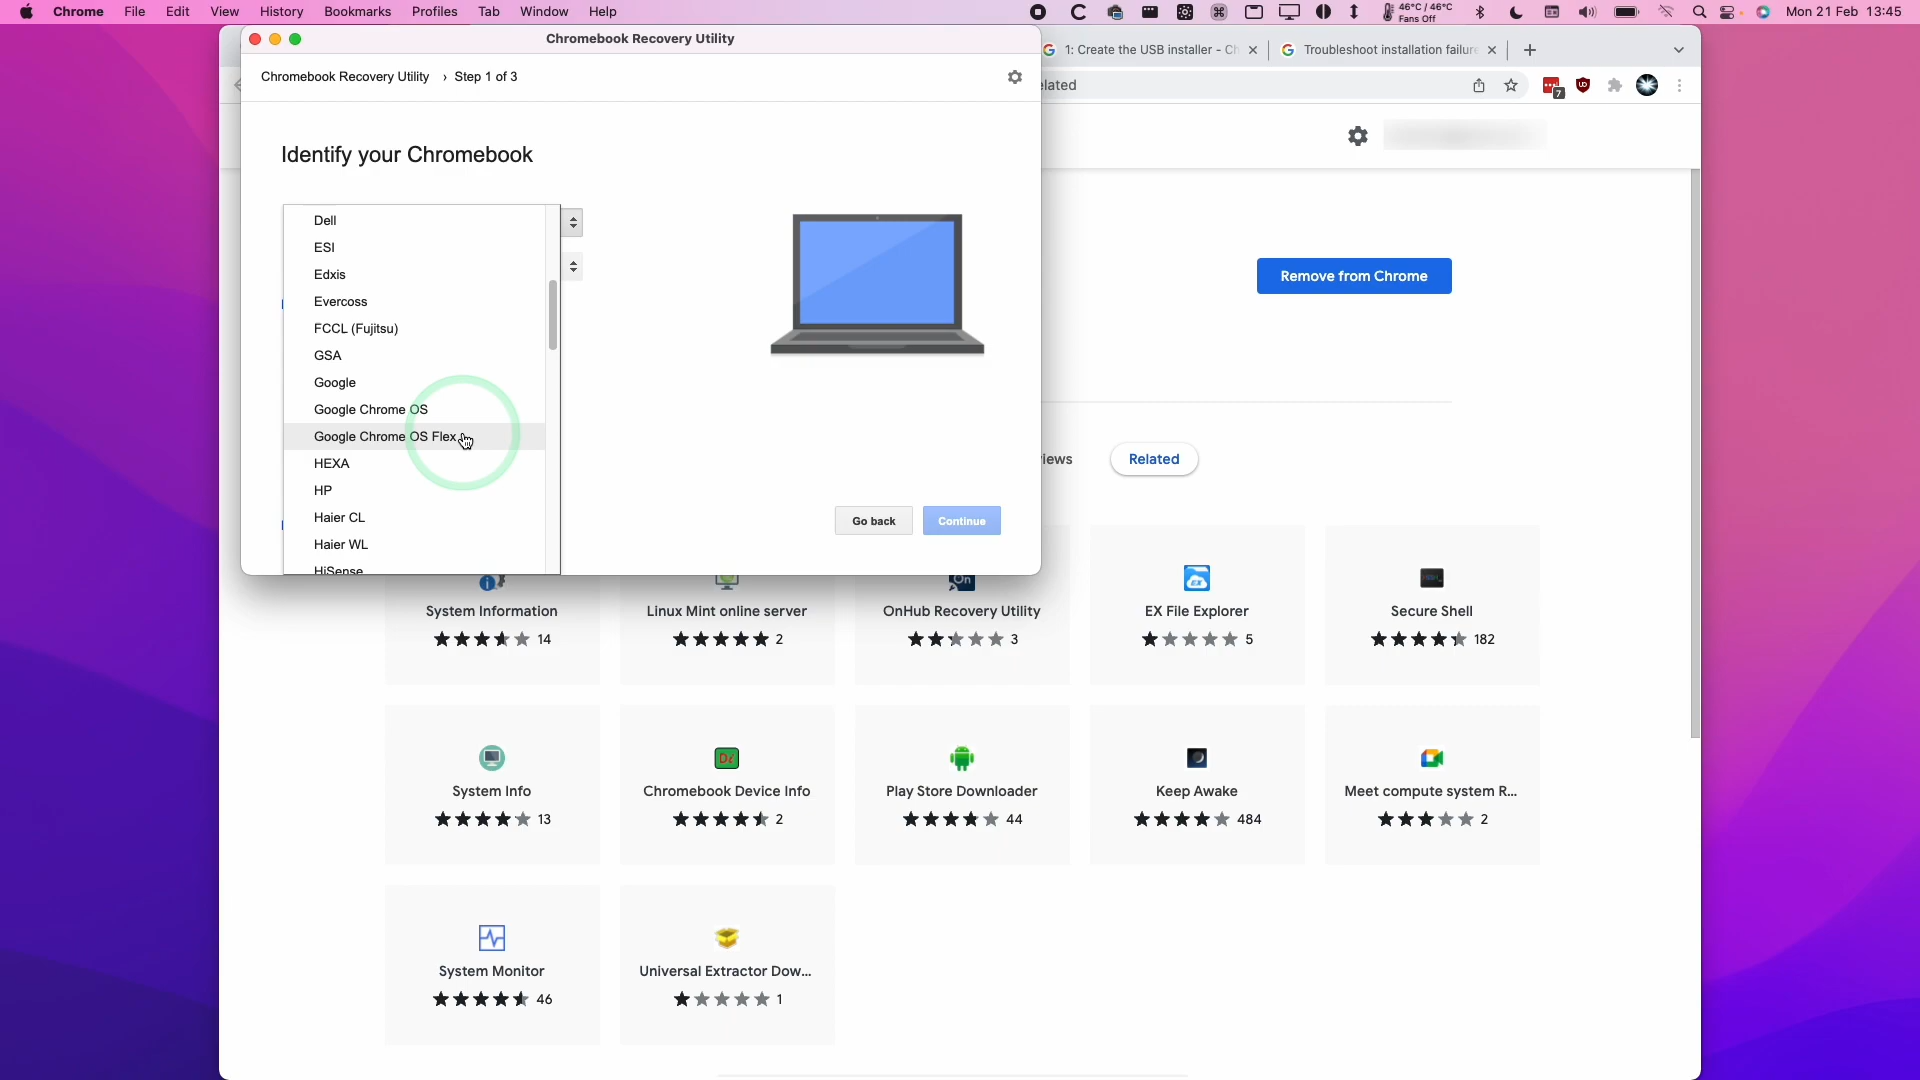 Chrome File Edit View History Bookmarks Profiles Tab Window Help
46°C / 46°C
Fans Off
Mon 21 Feb 13:45
Chromebook Recovery Utility
1: Create the USB installer - Ch
Troubleshoot installation failure
Chromebook Recovery Utility › Step 1 of 3
elated
7
Identify your Chromebook
Dell
ESI
Edxis
Evercoss
FCCL (Fujitsu)
GSA
Google
Google Chrome OS
Google Chrome OS Flex
HEXA
HP
Haier CL
Haier WL
HiSense
Remove from Chrome
iews
Related
Go back
Continue
System Information
14
Linux Mint online server
2
On
OnHub Recovery Utility
3
EX
EX File Explorer
5
Secure Shell
182
System Info
13
Chromebook Device Info
2
Play Store Downloader
44
Keep Awake
484
Meet compute system R...
2
System Monitor
46
Universal Extractor Dow...
1